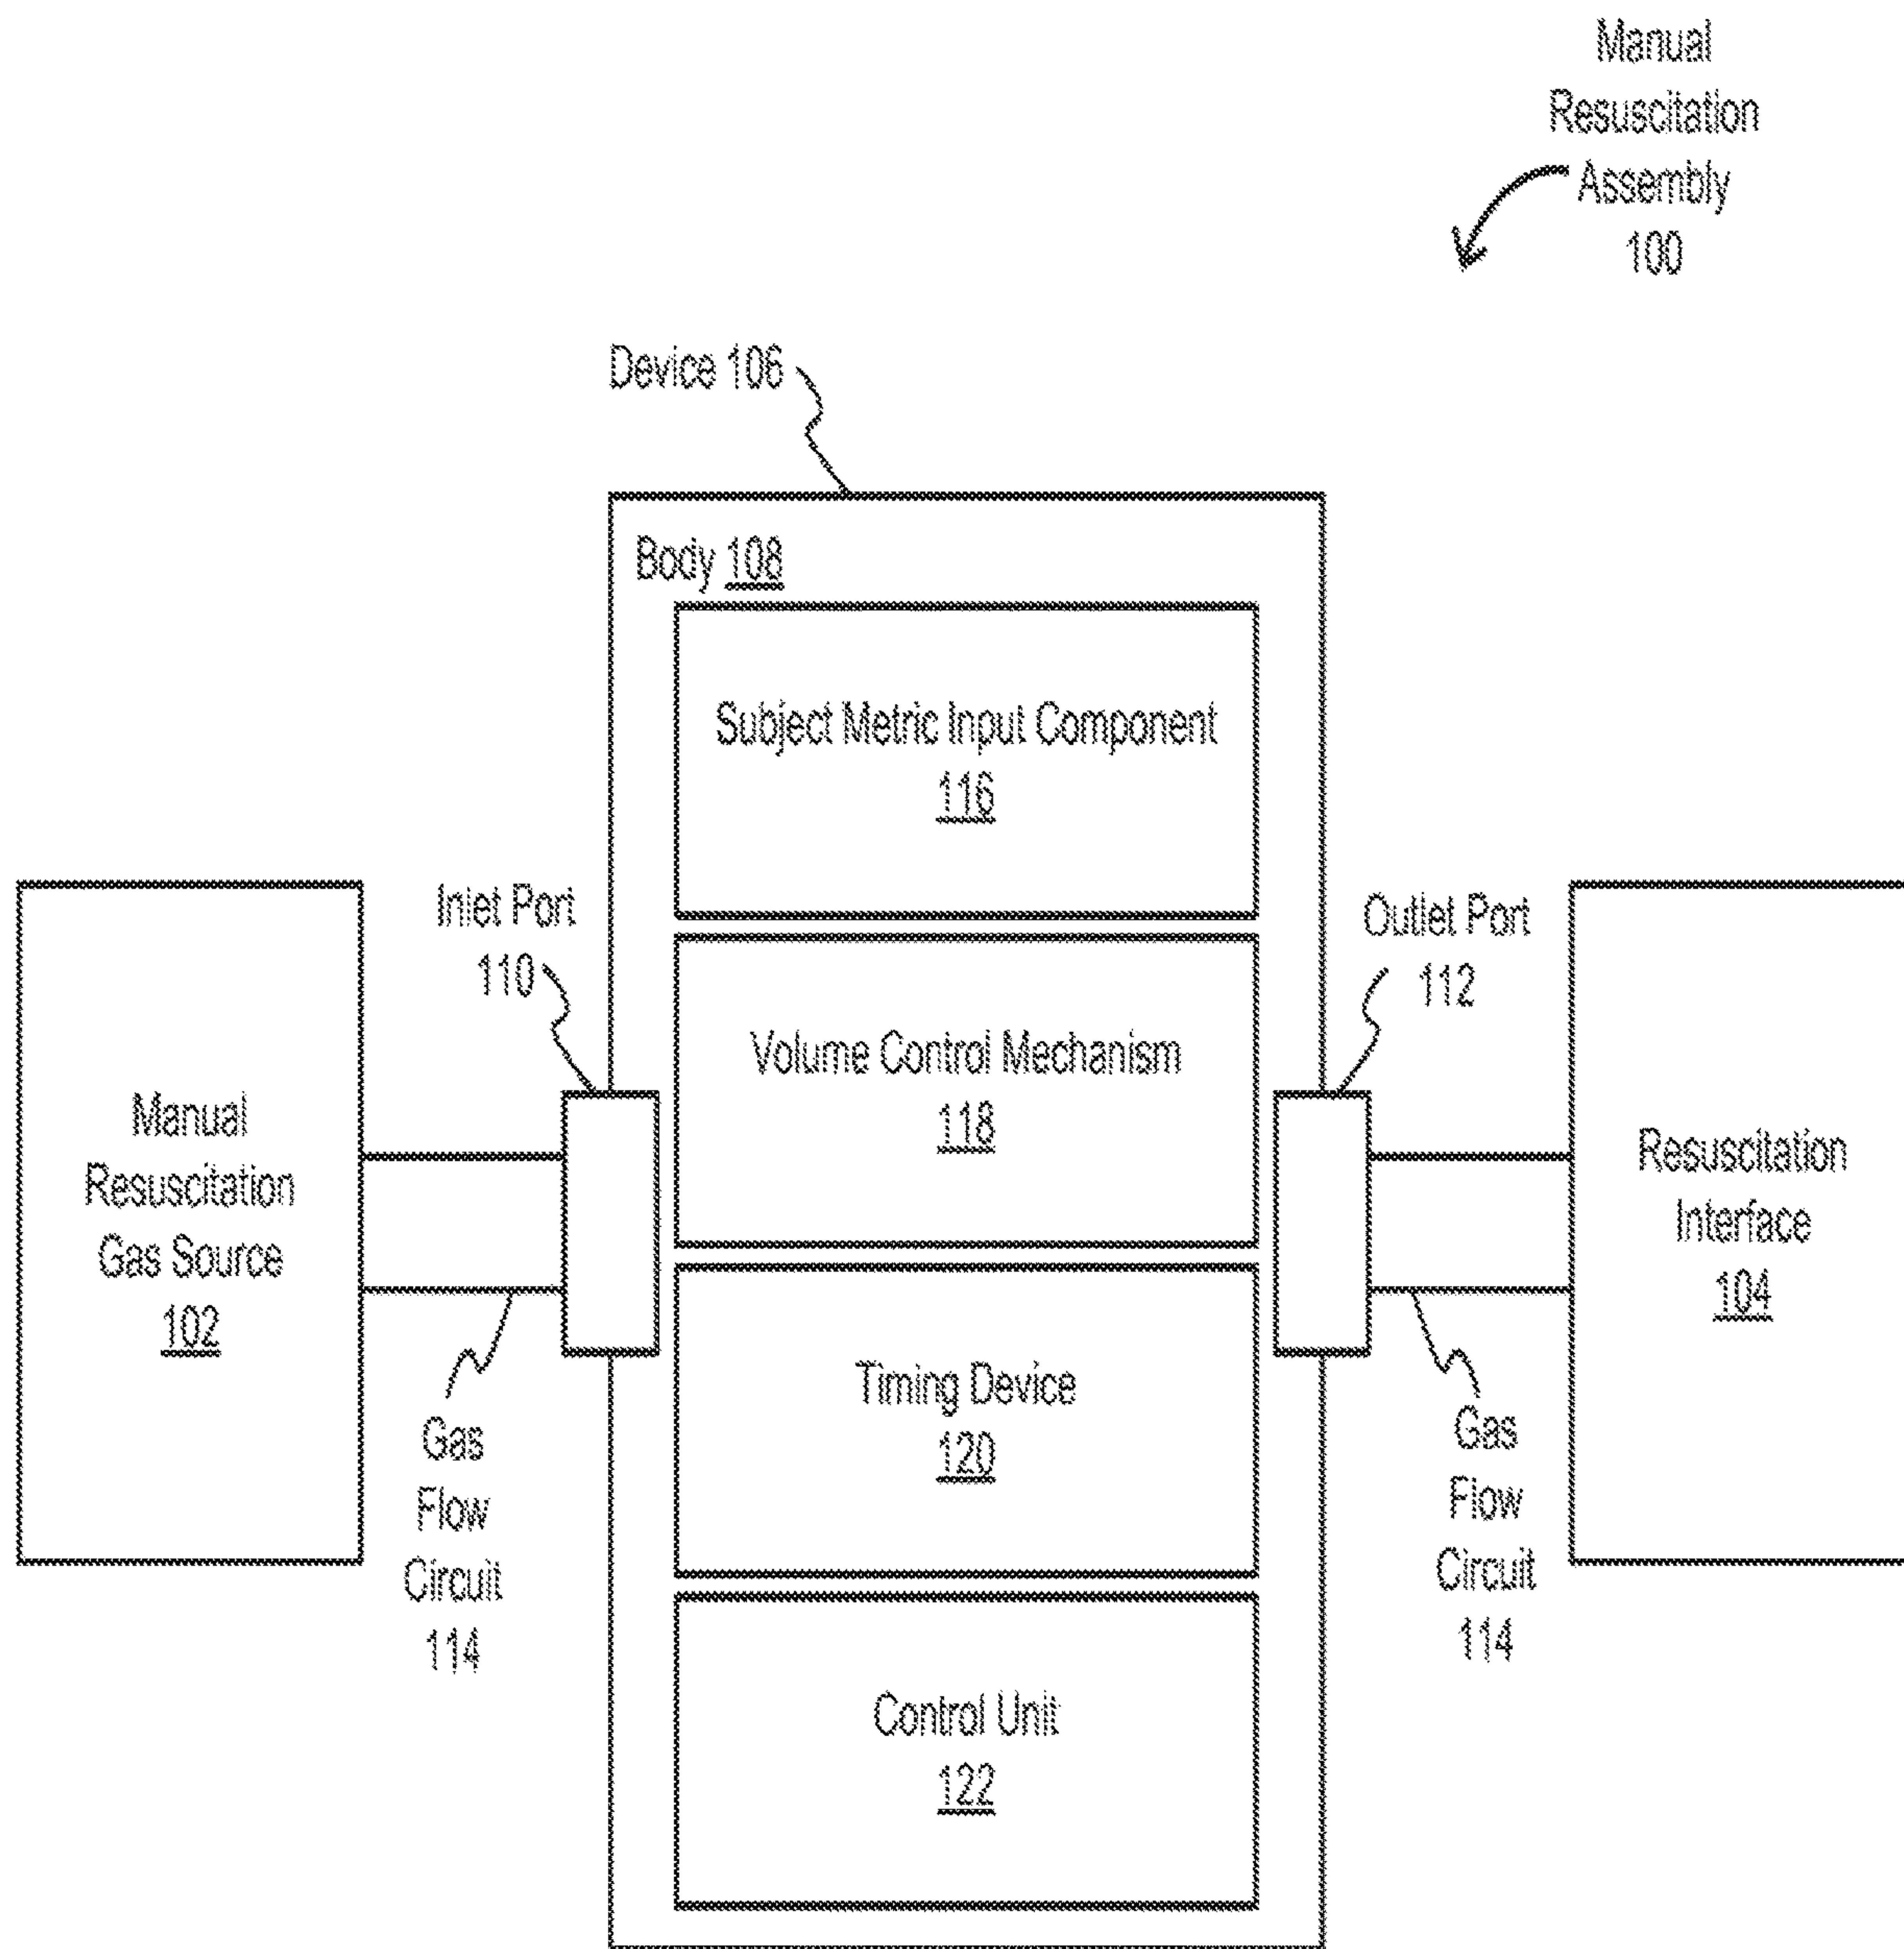 Manual
Resuscitation
Assembly
100
Device 106
Body 108
Subject Metric Input Component
116
Inlet Port
110
Outlet Port
112
Volume Control Mechanism
118
Manual
Resuscitation
Gas Source
102
Resuscitation
Interface
104
Timing Device
120
Gas
Flow
Circuit
114
Gas
Flow
Circuit
114
Control Unit
122